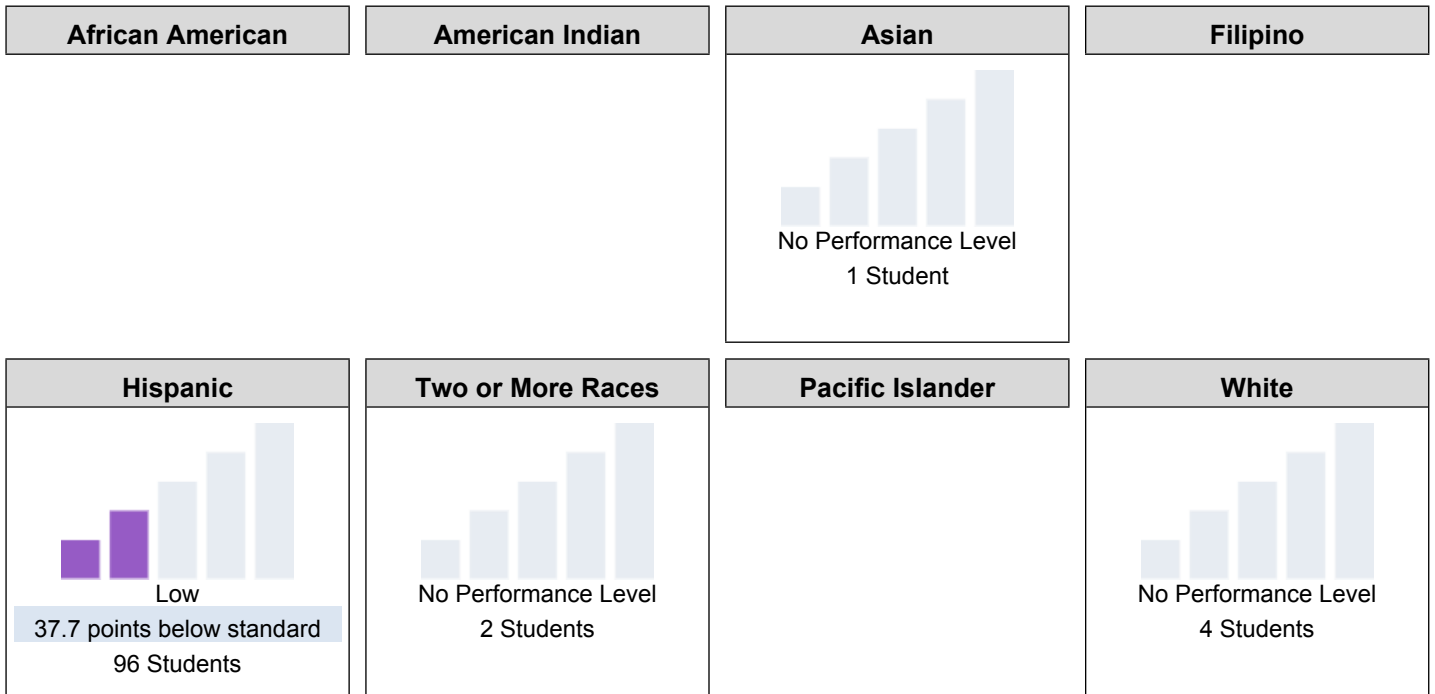 African American
American Indian
Asian
Filipino
No Performance Level
1 Student
Hispanic
Two or More Races
Pacific Islander
White
Low
37.7 points below standard
96 Students
No Performance Level
2 Students
No Performance Level
4 Students